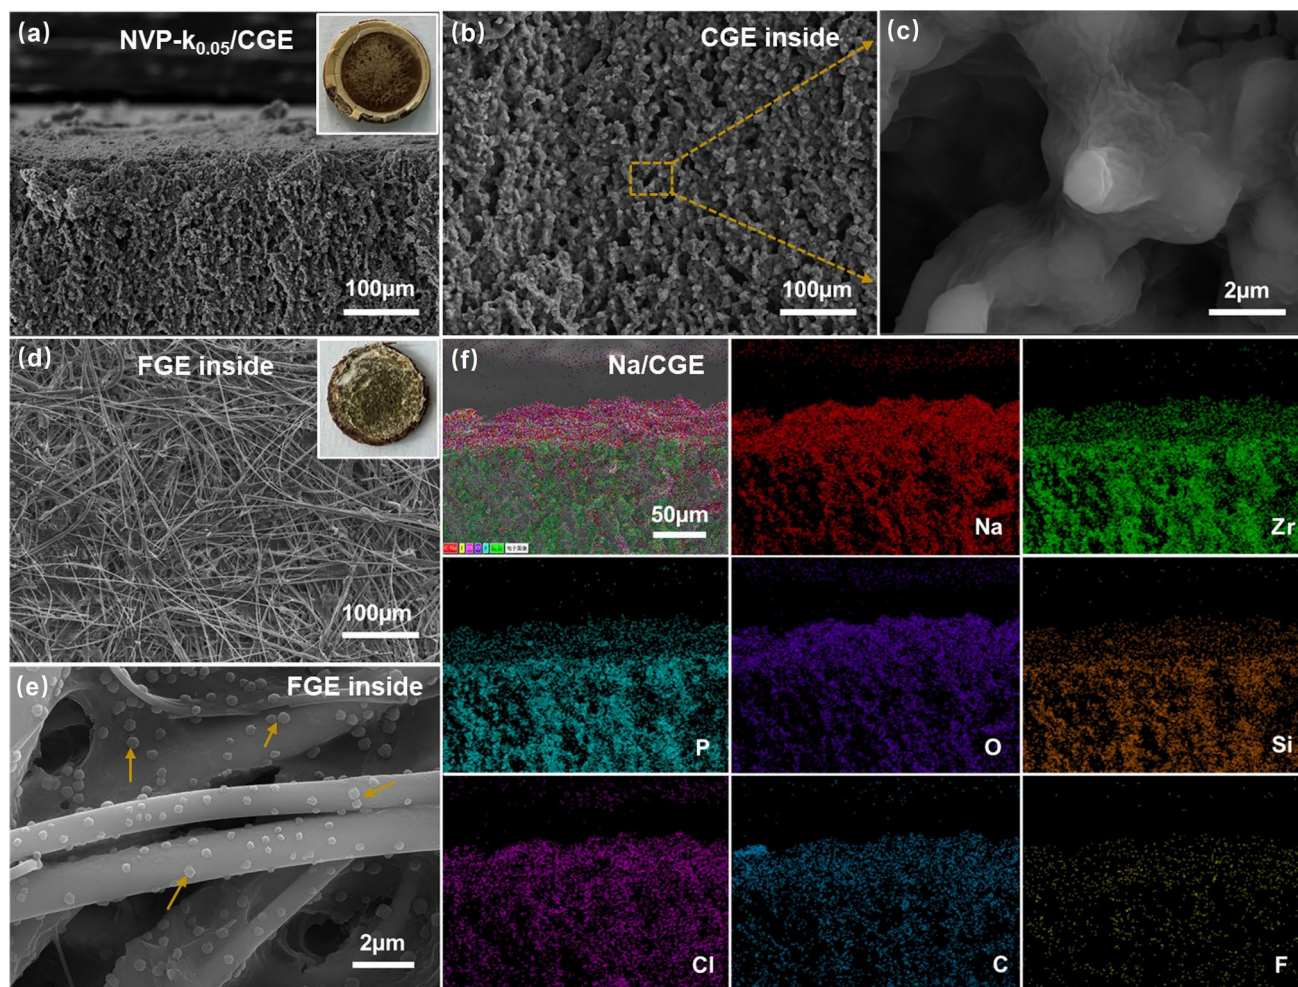 (a)
NVP-k0.05/CGE
100μm
(b)
CGE inside
100μm
(c)
2μm
(d)
FGE inside
100μm
(e)
FGE inside
2μm
(f)
Na/CGE
50μm
Na
Zr
P
O
Si
Cl
C
F